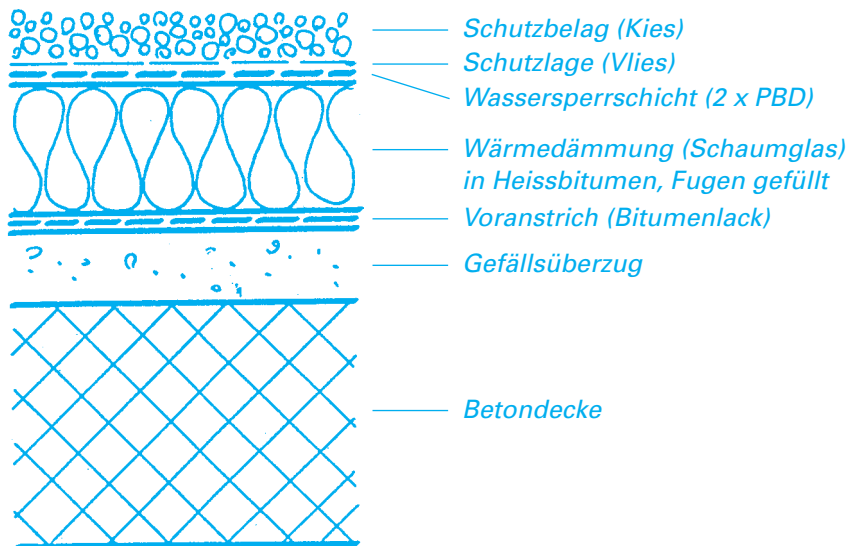 Schutzbelag (Kies)
Schutzlage (Vlies)
Wassersperrschicht (2 x PBD)
Wärmedämmung (Schaumglas)
in Heissbitumen, Fugen gefüllt
Voranstrich (Bitumenlack)
Gefällsüberzug
Betondecke